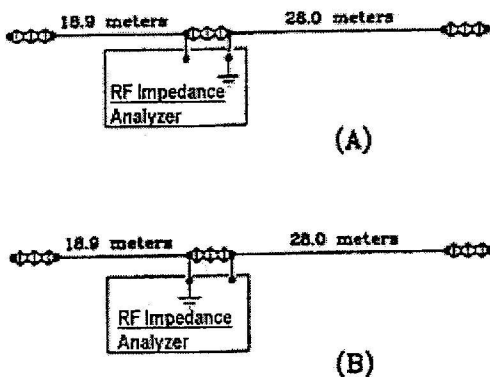 18.9 meters
28.0 meters
RF Impedance
Analyzer
(A)
18.9 meters
28.0 meters
RF Impedance
Analyzer
(B)